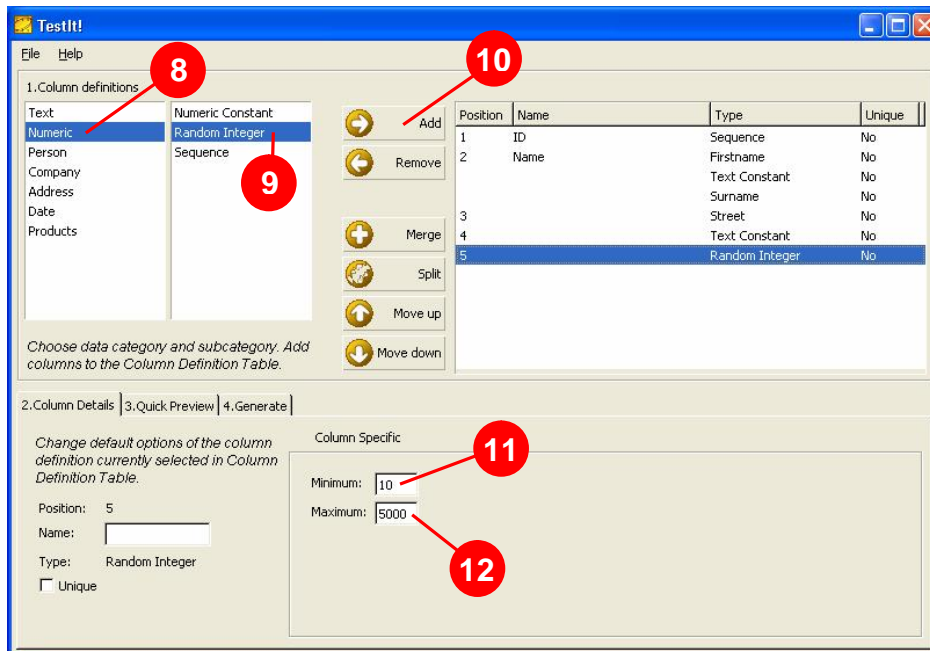 TestIt!
File Help
8
10
1.Column definitions
Text
Numeric
Person
Company
Address
Date
Products
Numeric Constant
Random Integer
Sequence
9
Add
Remove
Merge
Split
Move up
Move down
Position Name Type Unique
1 ID Sequence No
2 Name Firstname No
Text Constant No
Surname No
3 Street No
4 Text Constant No
5 Random Integer No
Choose data category and subcategory. Add
columns to the Column Definition Table.
2.Column Details 3.Quick Preview 4.Generate
Change default options of the column
definition currently selected in Column
Definition Table.
Position: 5
Name:
Type: Random Integer
Unique
Column Specific
11
Minimum: 10
Maximum: 5000
12